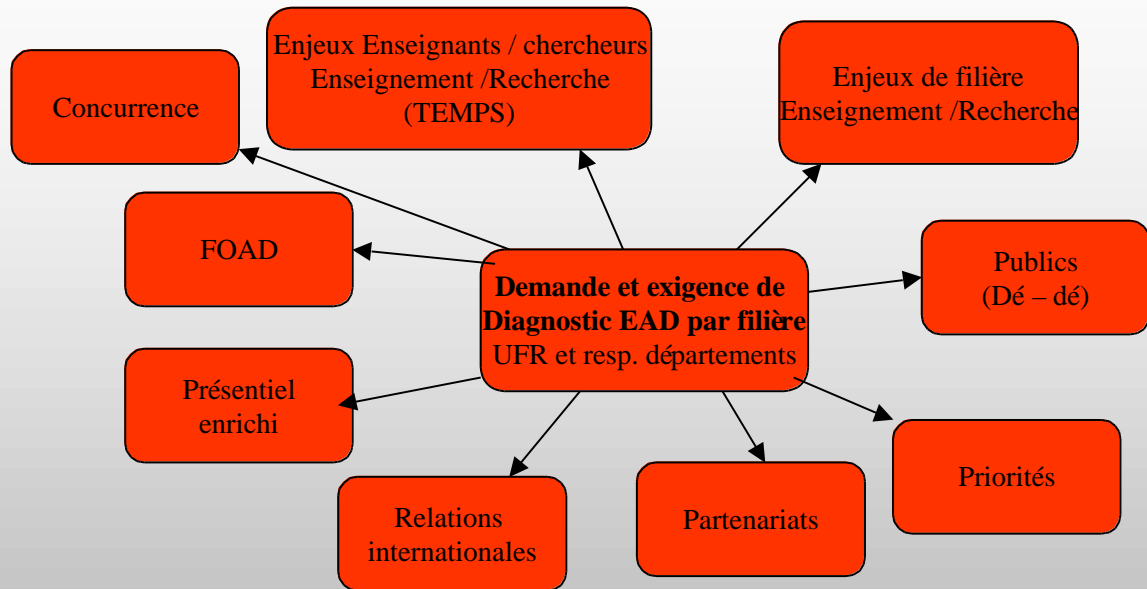 Enjeux Enseignants / chercheurs
Enseignement /Recherche
(TEMPS)
Enjeux de filière
Enseignement /Recherche
Concurrence
FOAD
Publics
(Dé – dé)
Demande et exigence de
Diagnostic EAD par filière
UFR et resp. départements
Présentiel
enrichi
Priorités
Relations
internationales
Partenariats